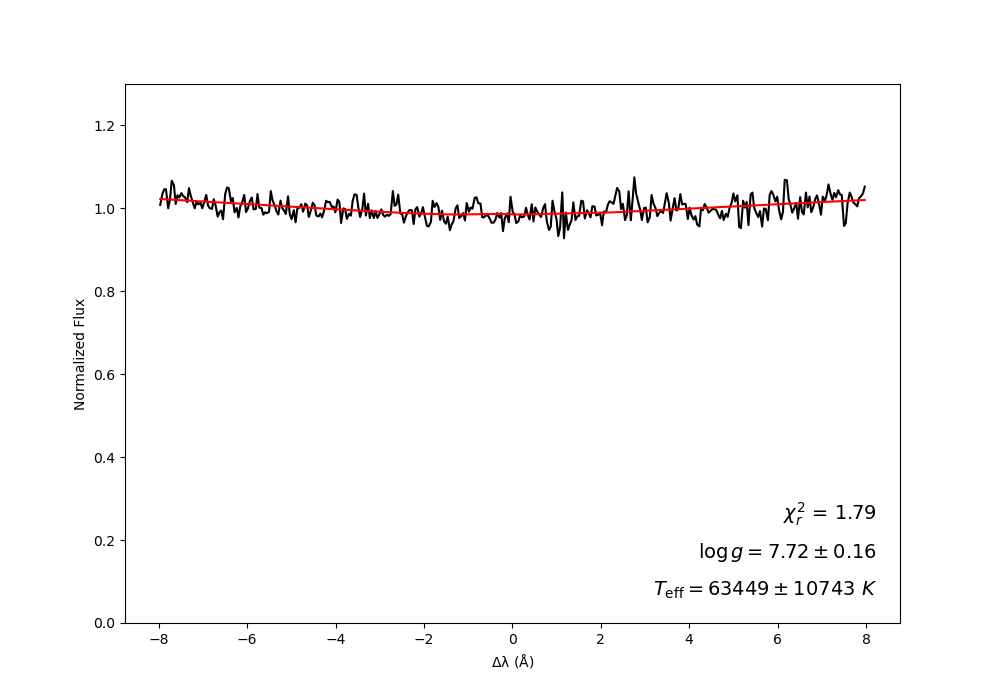 1.2
1.0
0.8
0.6
0.4
0.2
0.0
Normalized Flux
χ²ᵣ = 1.79
log g = 7.72 ± 0.16
T_eff = 63449 ± 10743 K
−8 −6 −4 −2 0 2 4 6 8
Δλ (Å)